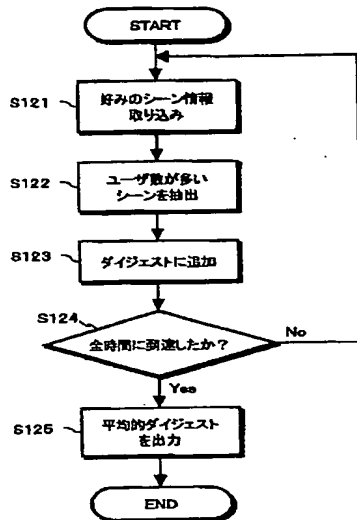 START
S121
好みのシーン情報
取り込み
S122
ユーザ数が多い
シーンを抽出
S123
ダイジェストに追加
S124
全時間に到達したか？
No
Yes
S125
平均的ダイジェスト
を出力
END